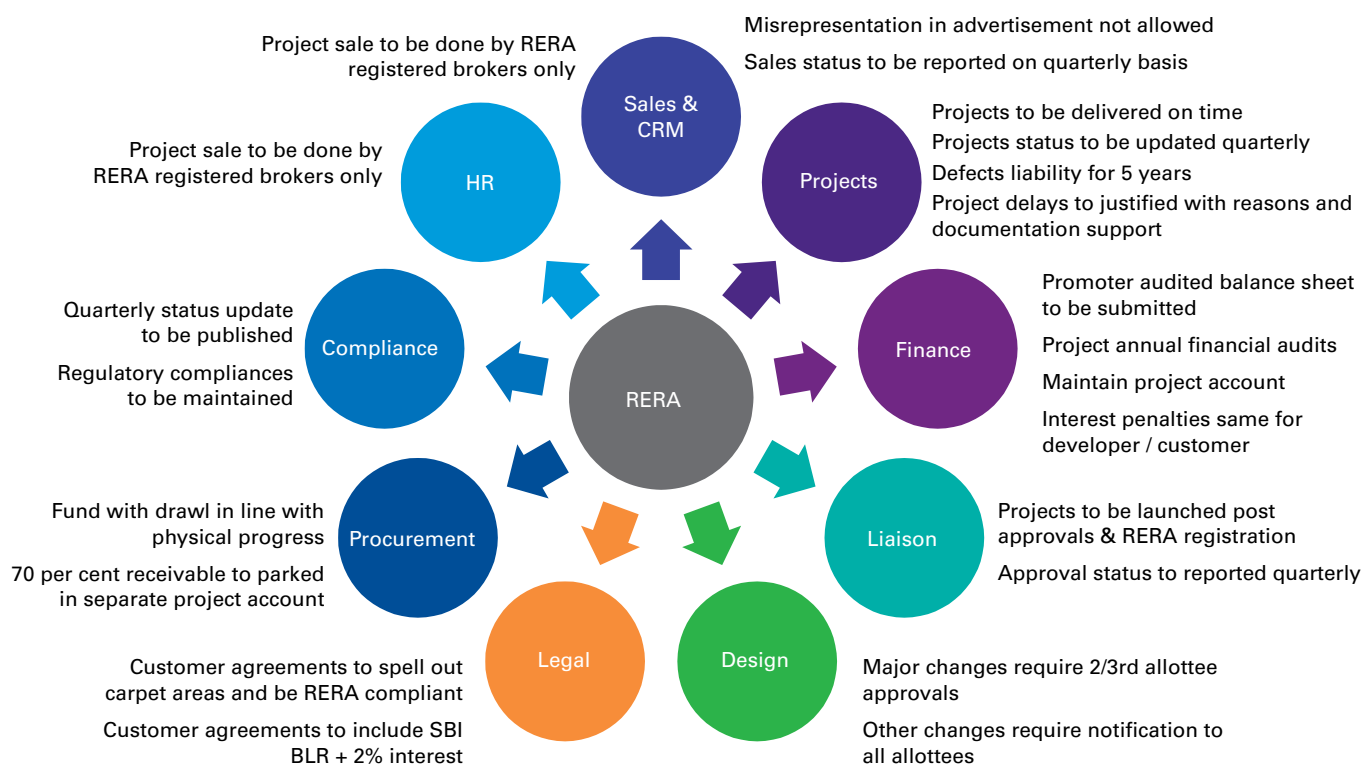 Project sale to be done by RERA
registered brokers only
Sales &
CRM
Misrepresentation in advertisement not allowed
Sales status to be reported on quarterly basis
Projects
Projects to be delivered on time
Projects status to be updated quarterly
Defects liability for 5 years
Project delays to justified with reasons and
documentation support
Project sale to be done by
RERA registered brokers only
HR
Finance
Promoter audited balance sheet
to be submitted
Project annual financial audits
Maintain project account
Interest penalties same for
developer / customer
Quarterly status update
to be published
Regulatory compliances
to be maintained
Compliance
RERA
Fund with drawl in line with
physical progress
70 per cent receivable to parked
in separate project account
Procurement
Liaison
Projects to be launched post
approvals & RERA registration
Approval status to reported quarterly
Customer agreements to spell out
carpet areas and be RERA compliant
Customer agreements to include SBI
BLR + 2% interest
Legal
Design
Major changes require 2/3rd allottee
approvals
Other changes require notification to
all allottees